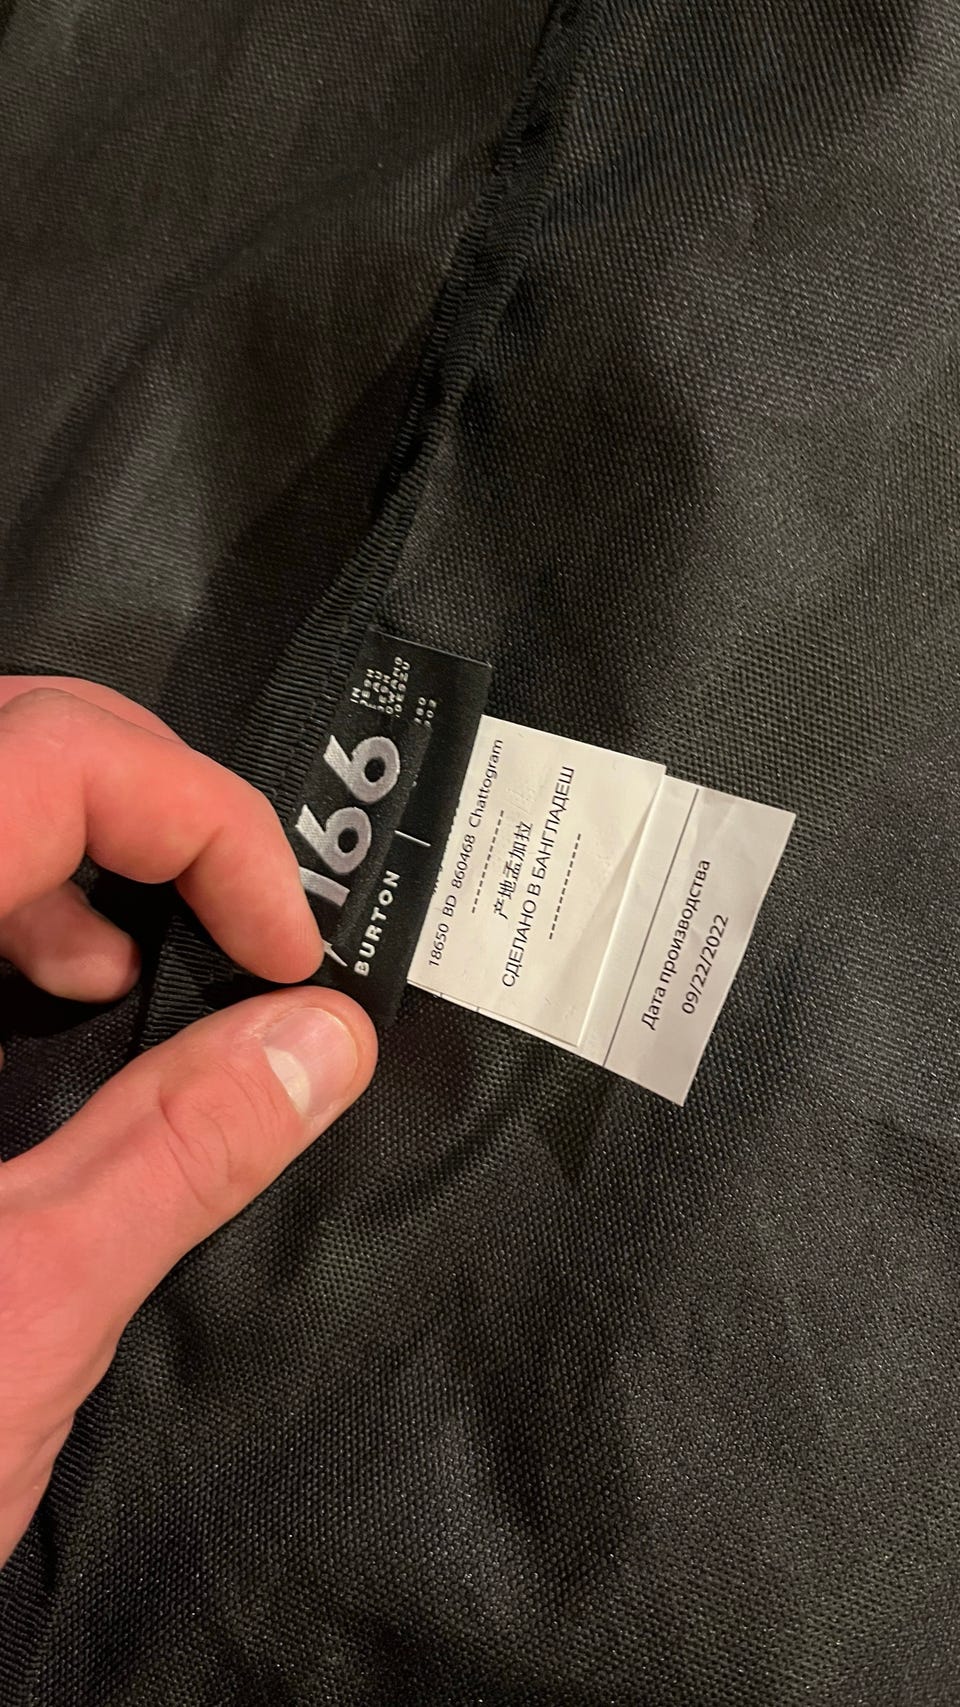 166
BURTON
18650 BD 860468 Chattogram
------------
产地孟加拉
СДЕЛАНО В БАНГЛАДЕШ
------------
Дата производства
09/22/2022